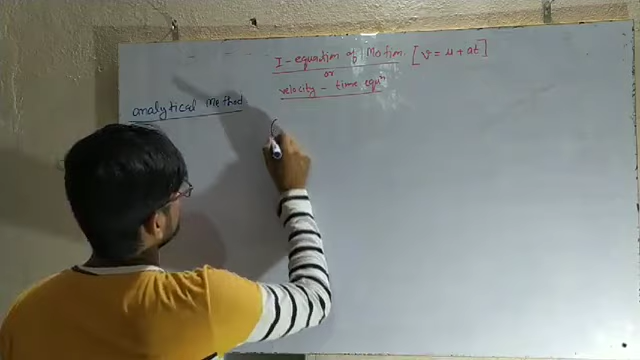 I - equation of Motion. [v = u + at]
or
velocity - time equn
analytical Method